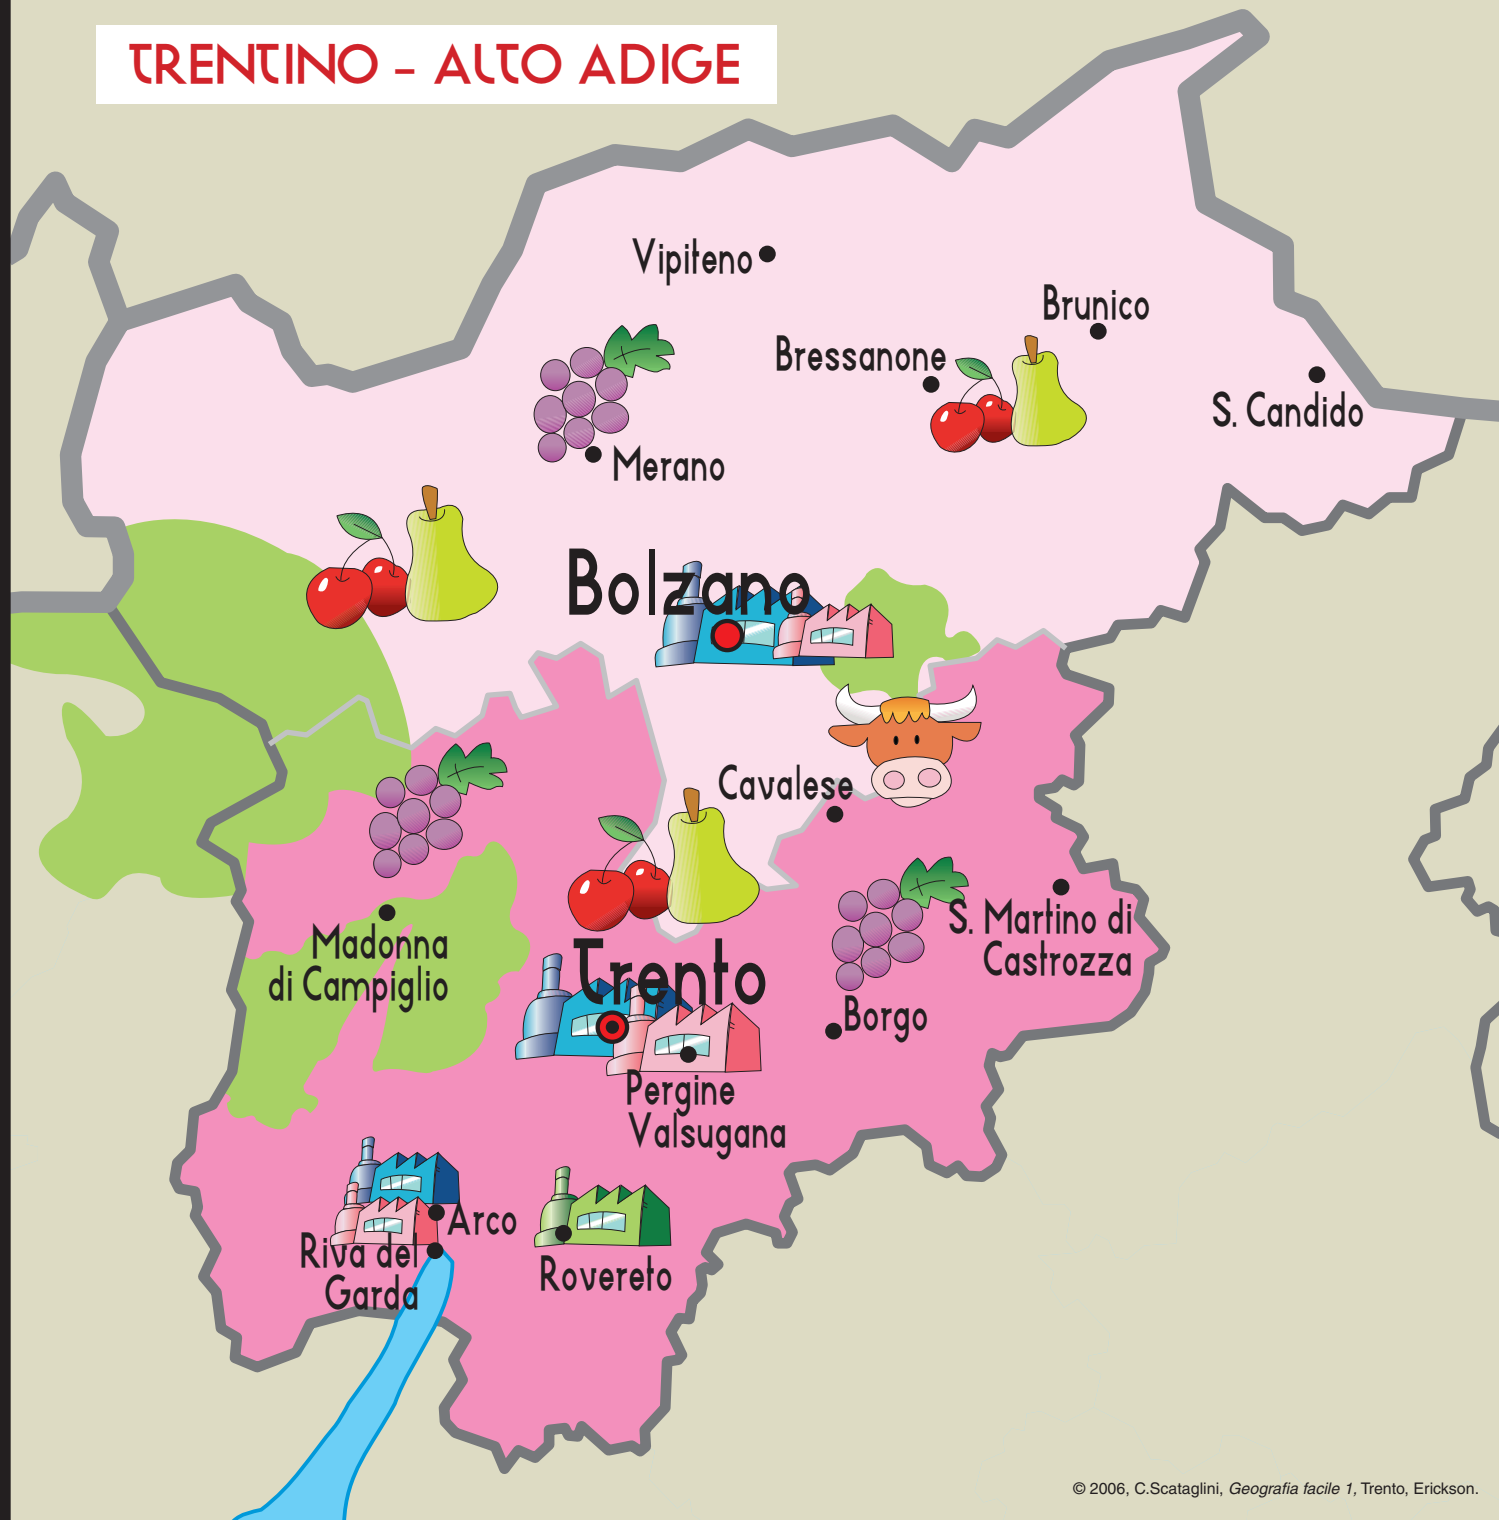 TRENTINO – ALTO ADIGE
Vipiteno
Brunico
Bressanone
S. Candido
Merano
Bolzano
Cavalese
S. Martino di
Castrozza
Madonna
di Campiglio
Trento
Borgo
Pergine
Valsugana
Arco
Riva del
Garda
Rovereto
© 2006, C.Scataglini, Geografia facile 1, Trento, Erickson.